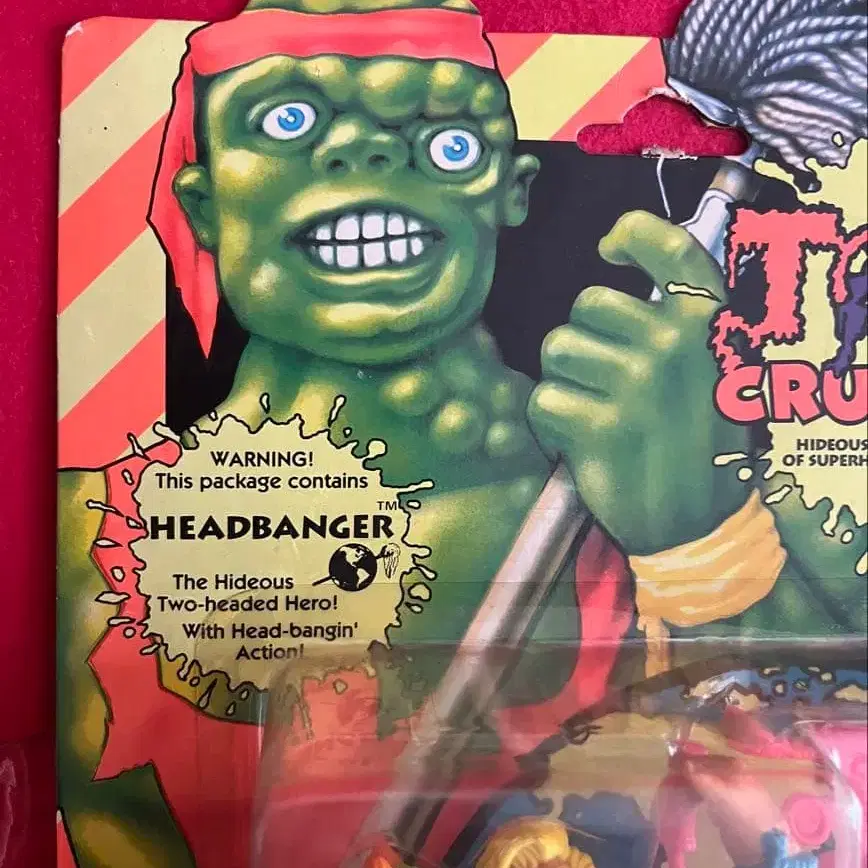 WARNING!
This package contains
HEADBANGER™
The Hideous
Two-headed Hero!
With Head-bangin'
Action!
CRU
HIDEOUS
OF SUPERH